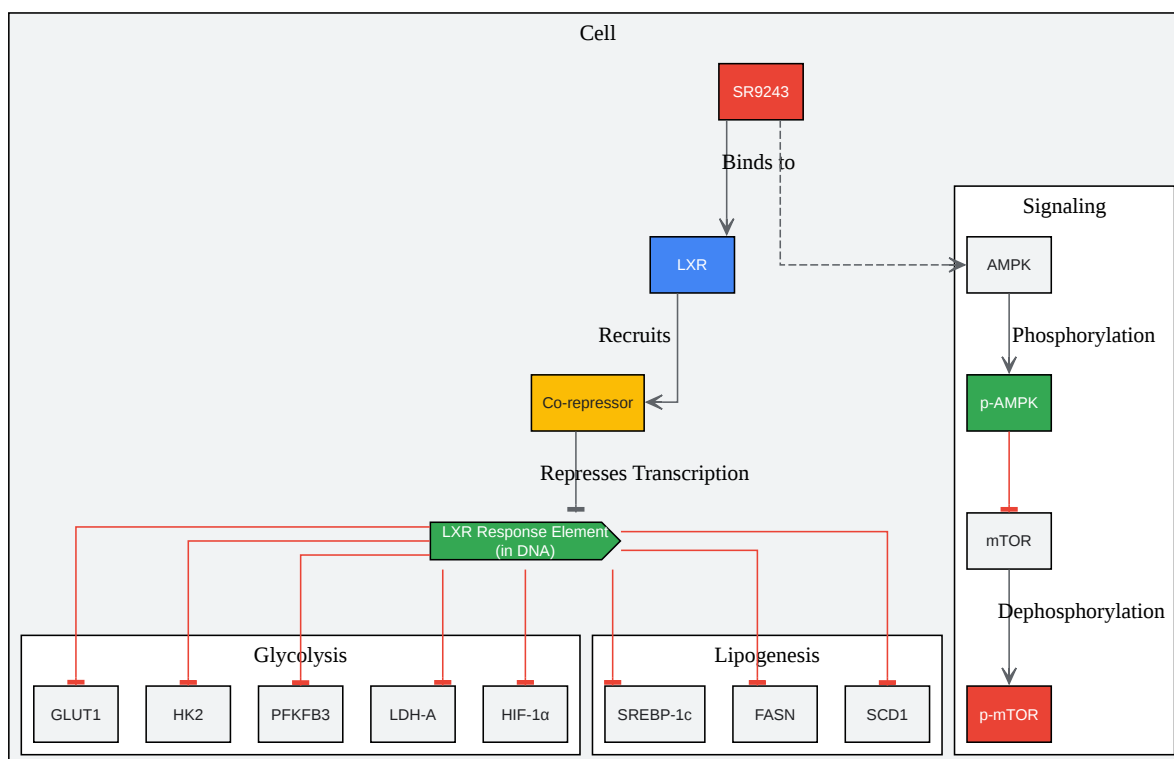 Cell
SR9243
Binds to
Signaling
LXR
AMPK
Recruits
Phosphorylation
Co-repressor
p-AMPK
Represses Transcription
LXR Response Element
(in DNA)
mTOR
Dephosphorylation
Glycolysis
Lipogenesis
GLUT1
HK2
PFKFB3
LDH-A
HIF-1α
SREBP-1c
FASN
SCD1
p-mTOR